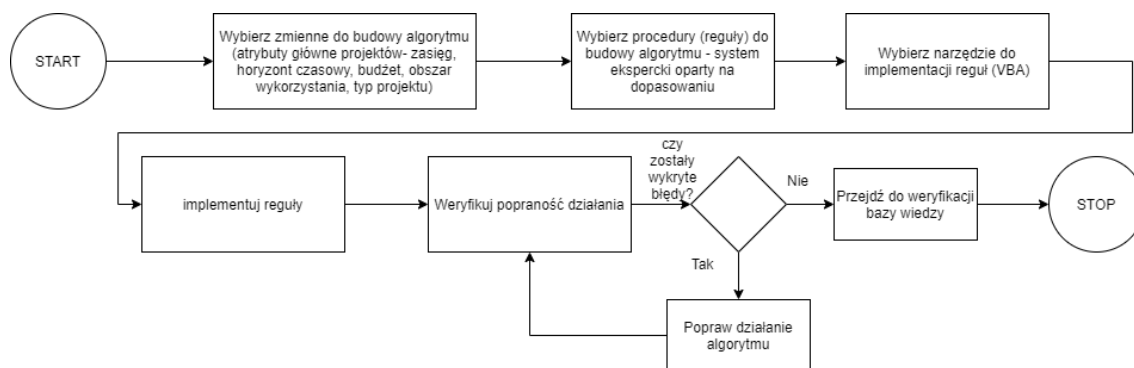 START
Wybierz zmienne do budowy algorytmu
(atrybuty główne projektów- zasięg,
horyzont czasowy, budżet, obszar
wykorzystania, typ projektu)
Wybierz procedury (reguły) do
budowy algorytmu - system
ekspercki oparty na
dopasowaniu
Wybierz narzędzie do
implementacji reguł (VBA)
implementuj reguły
Weryfikuj popraność działania
czy
zostały
wykryte
błędy?
Nie
Przejdź do weryfikacji
bazy wiedzy
STOP
Tak
Popraw działanie
algorytmu